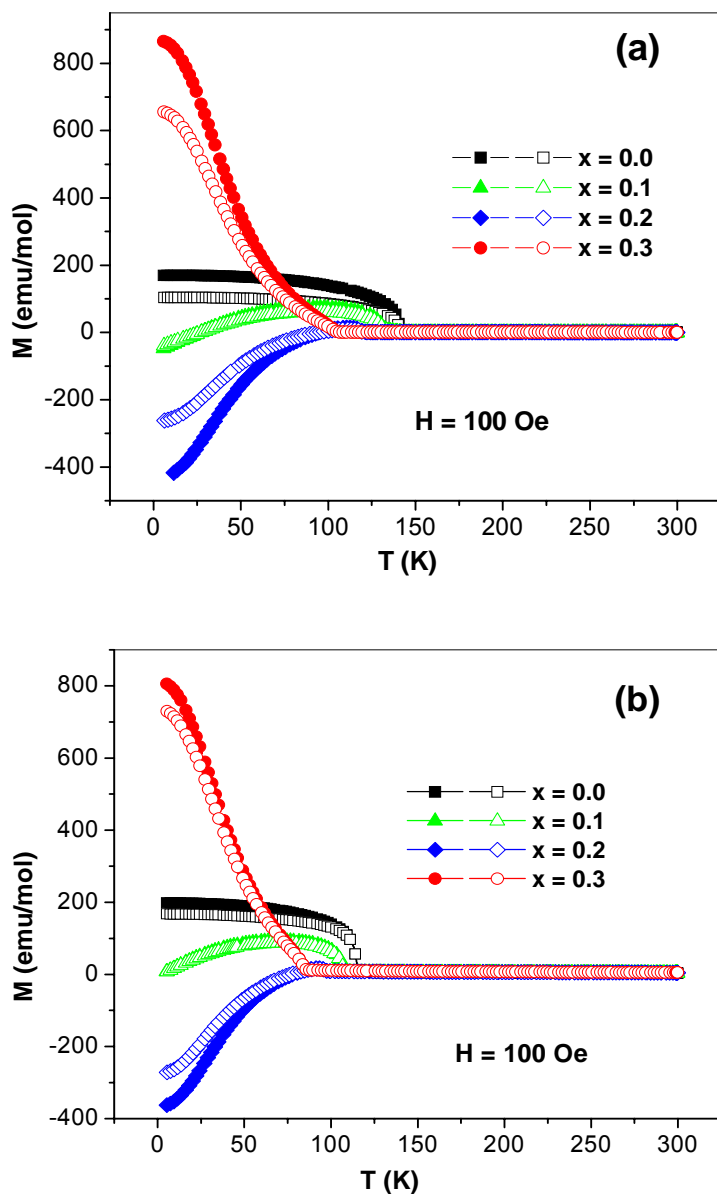 (a)
800
600
400
200
0
-200
-400
M (emu/mol)
x = 0.0
x = 0.1
x = 0.2
x = 0.3
H = 100 Oe
0 50 100 150 200 250 300
T (K)
(b)
800
600
400
200
0
-200
-400
M (emu/mol)
x = 0.0
x = 0.1
x = 0.2
x = 0.3
H = 100 Oe
0 50 100 150 200 250 300
T (K)